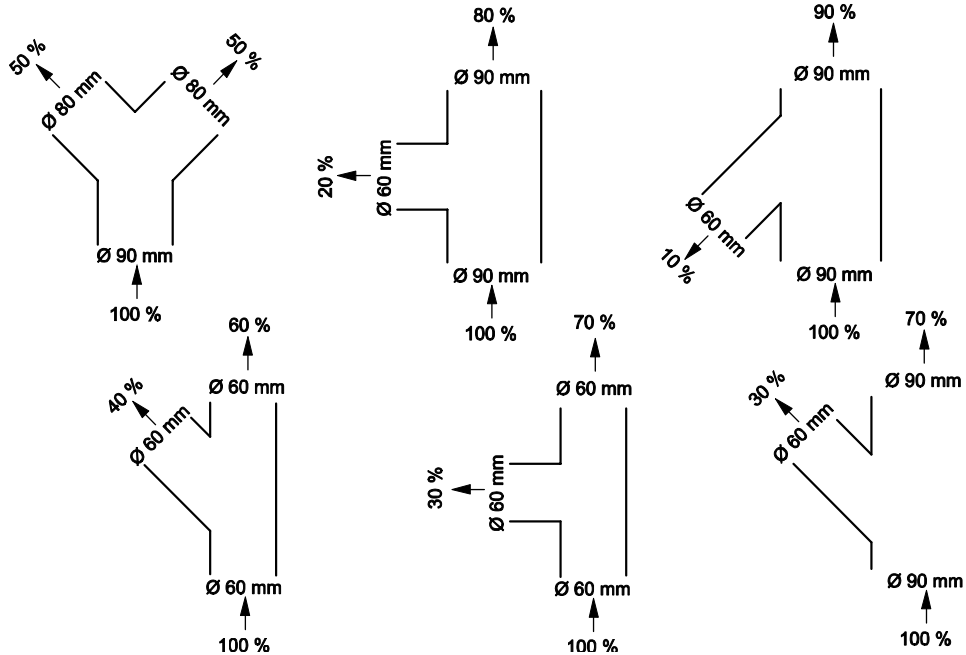 50 %
50 %
Ø 80 mm
Ø 80 mm
Ø 90 mm
100 %
80 %
Ø 90 mm
20 %
Ø 60 mm
Ø 90 mm
100 %
90 %
Ø 90 mm
Ø 60 mm
10 %
Ø 90 mm
100 %
60 %
Ø 60 mm
40 %
Ø 60 mm
Ø 60 mm
100 %
70 %
Ø 60 mm
30 %
Ø 60 mm
Ø 60 mm
100 %
70 %
Ø 90 mm
30 %
Ø 60 mm
Ø 90 mm
100 %